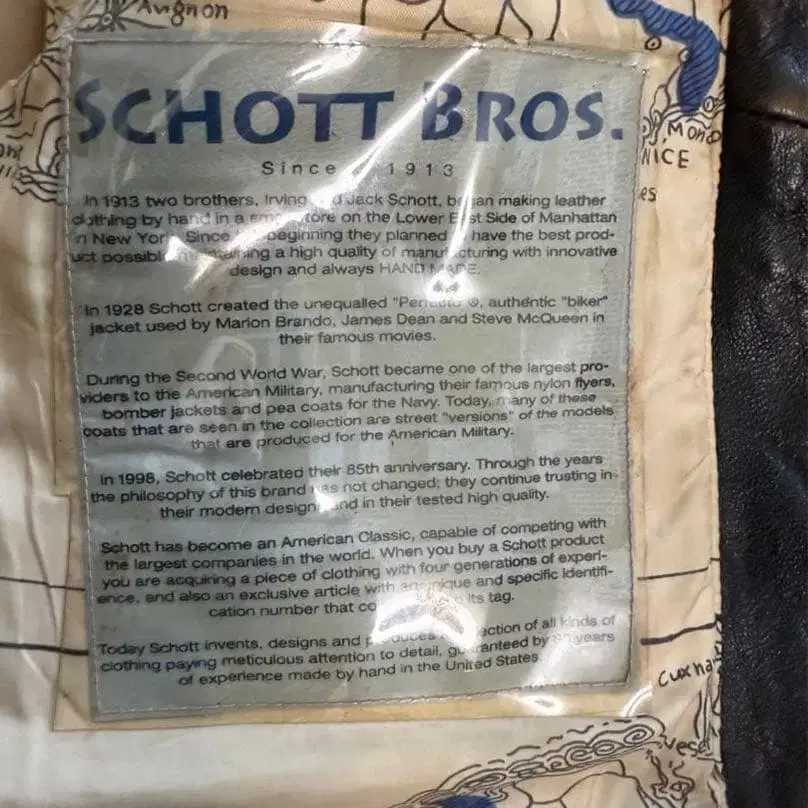 Avignon
SCHOTT BROS.
Since 1913
Monaco
NICE
es
In 1913 two brothers, Irving Jack Schott, began making leather
clothing by hand in a store on the Lower East Side of Manhattan
in New York. Since beginning they planned have the best prod-
uct possible maintaining a high quality of manufacturing with innovative
design and always HAND MADE.
In 1928 Schott created the unequalled "Perfecto ®, authentic "biker"
jacket used by Marlon Brando, James Dean and Steve McQueen in
their famous movies.
During the Second World War, Schott became one of the largest pro-
viders to the American Military, manufacturing their famous nylon flyers,
bomber jackets and pea coats for the Navy. Today, many of these
coats that are seen in the collection are street "versions" of the models
that are produced for the American Military.
In 1998, Schott celebrated their 85th anniversary. Through the years
the philosophy of this brand has not changed; they continue trusting in
their modern design, and in their tested high quality.
Schott has become an American Classic, capable of competing with
the largest companies in the world. When you buy a Schott product
you are acquiring a piece of clothing with four generations of experi-
ence, and also an exclusive article with an unique and specific identifi-
cation number that its tag.
Today Schott invents, designs and produces collection of all kinds of
clothing paying meticulous attention to detail, guaranteed by years
of experience made by hand in the United States.
Cuxha
wese